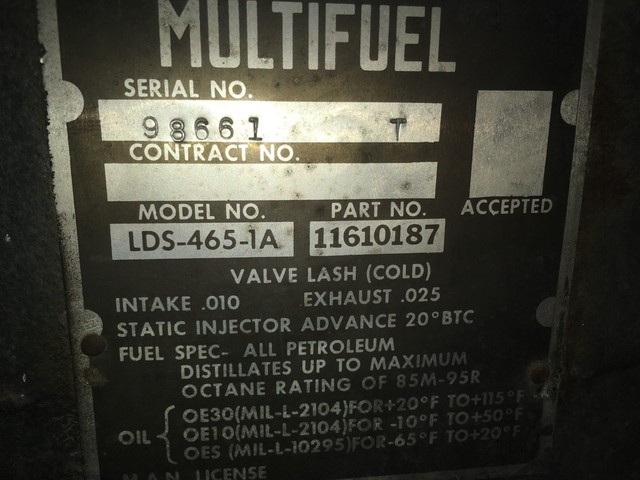 MULTIFUEL
SERIAL NO.
98661 T
CONTRACT NO.
MODEL NO. PART NO. ACCEPTED
LDS-465-1A 11610187
VALVE LASH (COLD)
INTAKE .010 EXHAUST .025
STATIC INJECTOR ADVANCE 20°BTC
FUEL SPEC- ALL PETROLEUM
DISTILLATES UP TO MAXIMUM
OCTANE RATING OF 85M-95R
OIL OE30(MIL-L-2104)FOR+20°F TO+115°F
OE10(MIL-L-2104)FOR -10°F TO+50°F
OES (MIL-L-10295)FOR-65°F TO+20°F
M.A.N. LICENSE